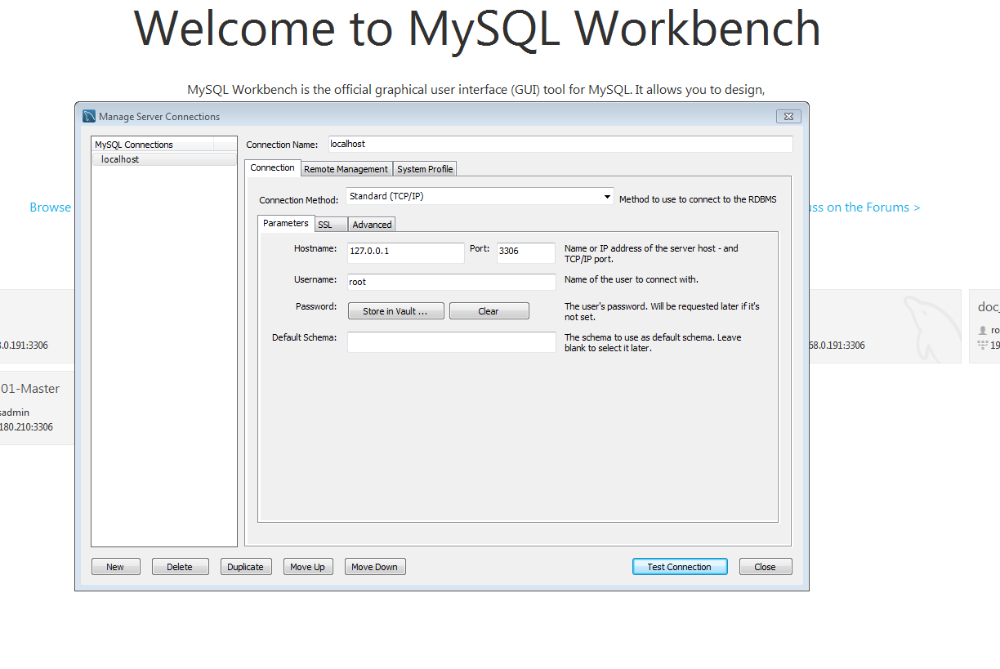 Welcome to MySQL Workbench
MySQL Workbench is the official graphical user interface (GUI) tool for MySQL. It allows you to design,
Manage Server Connections
MySQL Connections
localhost
Connection Name: localhost
Connection Remote Management System Profile
Connection Method: Standard (TCP/IP) Method to use to connect to the RDBMS
Parameters SSL Advanced
Hostname: 127.0.0.1 Port: 3306 Name or IP address of the server host - and
TCP/IP port.
Username: root Name of the user to connect with.
Password: Store in Vault ... Clear The user's password. Will be requested later if it's
not set.
Default Schema: The schema to use as default schema. Leave
blank to select it later.
New Delete Duplicate Move Up Move Down Test Connection Close
Browse
uss on the Forums >
.0.191:3306
01-Master
sadmin
180.210:3306
68.0.191:3306
doc_
ro
19